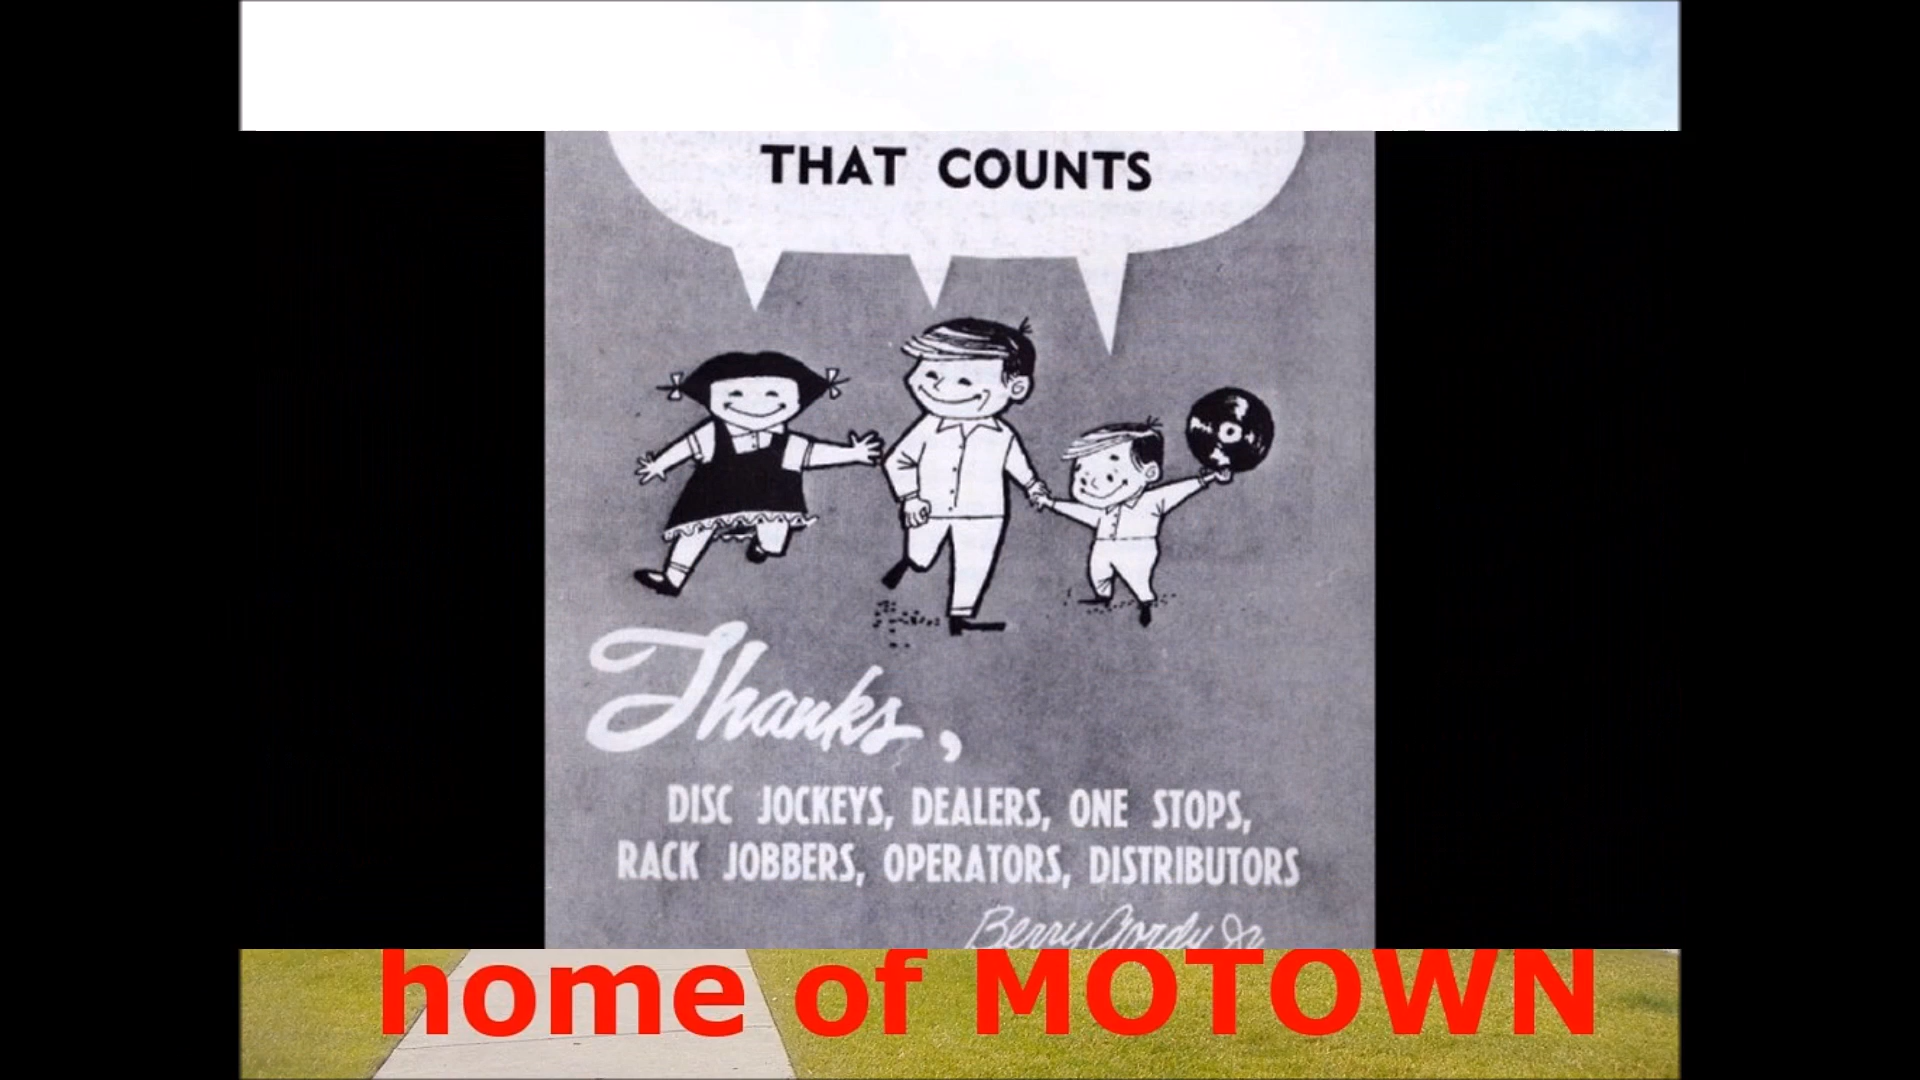 THAT COUNTS
Thanks,
DISC JOCKEYS, DEALERS, ONE STOPS,
RACK JOBBERS, OPERATORS, DISTRIBUTORS
Berry Gordy Jr.
home of MOTOWN